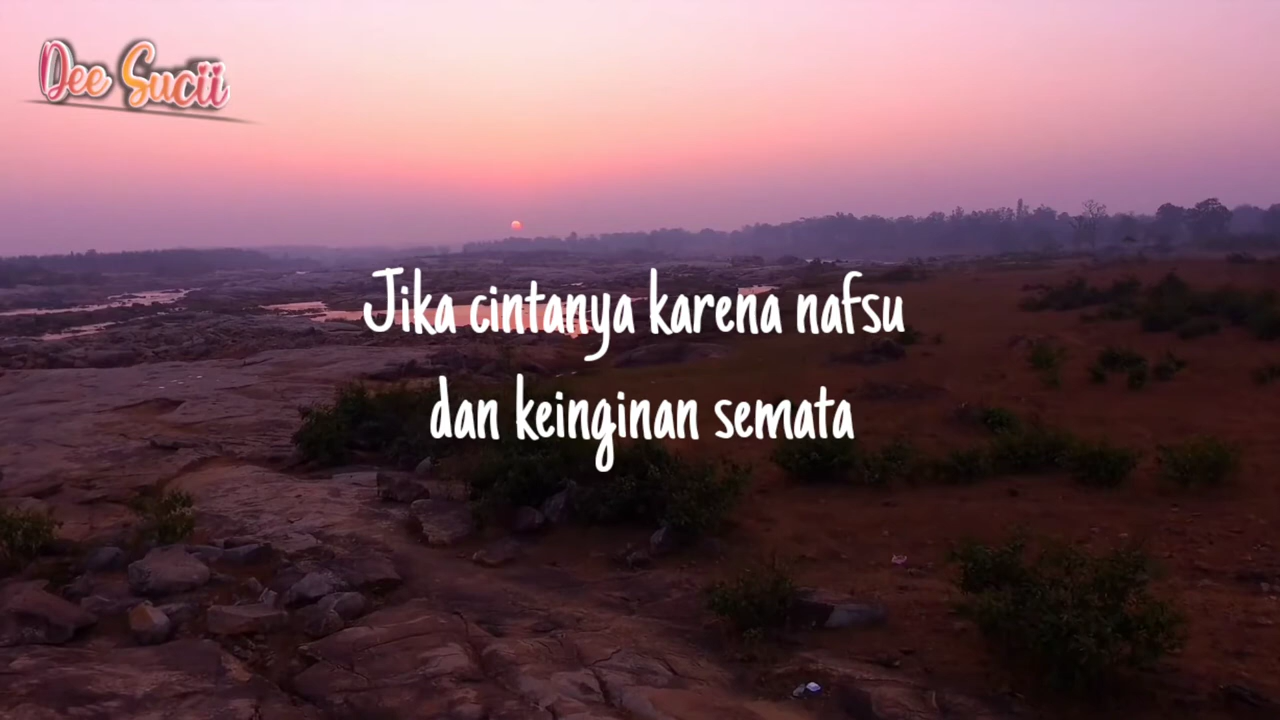 Dee Sucii
Jika cintanya karena nafsu
dan keinginan semata